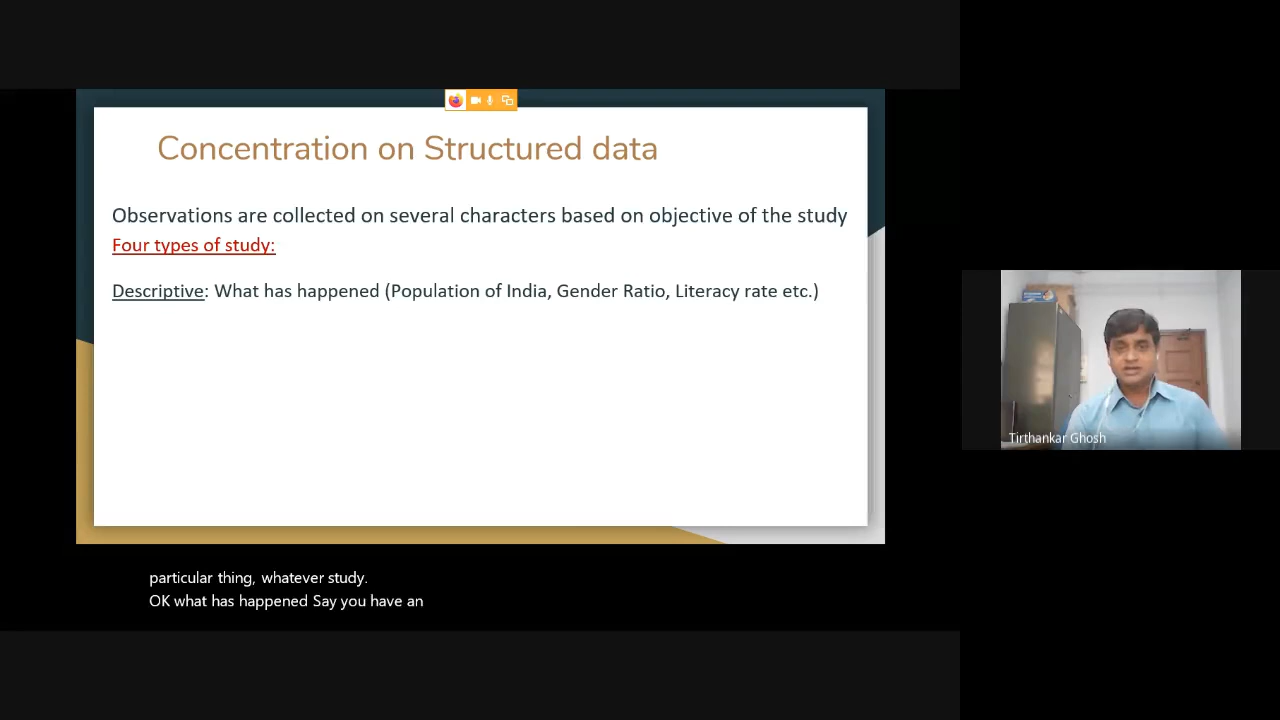 Concentration on Structured data
Observations are collected on several characters based on objective of the study
Four types of study:
Descriptive: What has happened (Population of India, Gender Ratio, Literacy rate etc.)
Tirthankar Ghosh
particular thing, whatever study.
OK what has happened Say you have an